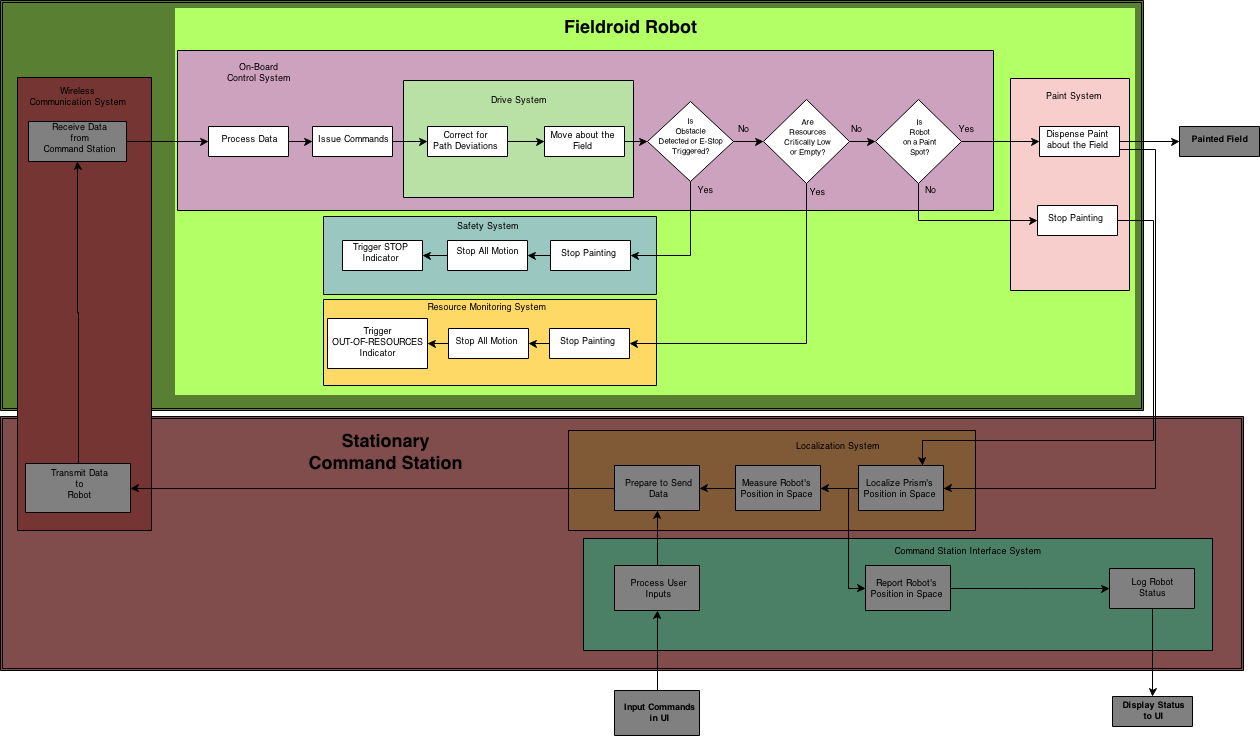 Fieldroid Robot
On-Board
Control System
Wireless
Communication System
Receive Data
from
Command Station
Process Data
Issue Commands
Drive System
Correct for
Path Deviations
Move about the
Field
Is
Obstacle
Detected or E-Stop
Triggered?
No
Yes
Are
Resources
Critically Low
or Empty?
No
Yes
Is
Robot
on a Paint
Spot?
Yes
No
Paint System
Dispense Paint
about the Field
Stop Painting
Painted Field
Safety System
Trigger STOP
Indicator
Stop All Motion
Stop Painting
Resource Monitoring System
Trigger
OUT-OF-RESOURCES
Indicator
Stop All Motion
Stop Painting
Stationary
Command Station
Transmit Data
to
Robot
Localization System
Prepare to Send
Data
Measure Robot's
Position in Space
Localize Prism's
Position in Space
Command Station Interface System
Process User
Inputs
Report Robot's
Position in Space
Log Robot
Status
Input Commands
in UI
Display Status
to UI